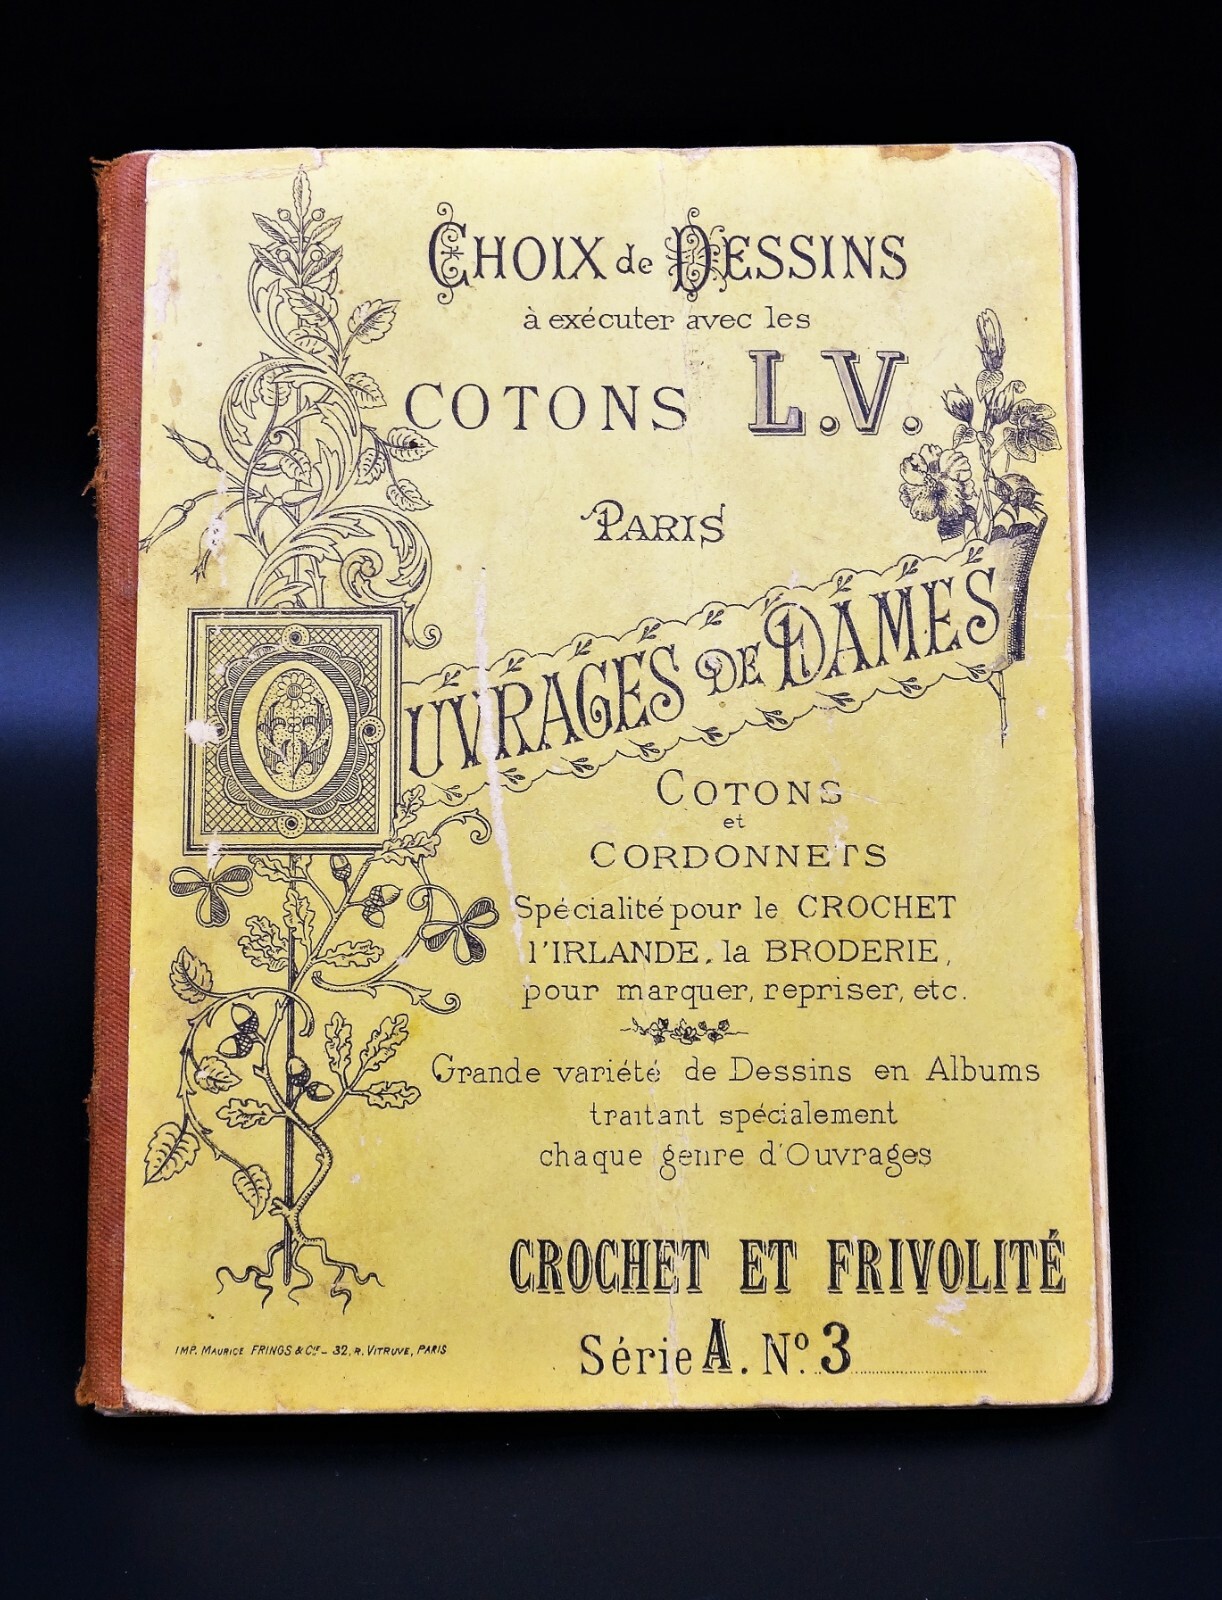 CHOIX de DESSINS
à exécuter avec les
COTONS L.V.
PARIS
OUVRAGES DE DAMES
COTONS
et
CORDONNETS
Spécialité pour le CROCHET
l'IRLANDE, la BRODERIE,
pour marquer, repriser, etc.
Grande variété de Dessins en Albums
traitant spécialement
chaque genre d'Ouvrages
CROCHET ET FRIVOLITÉ
Série A. Nº 3
IMP. MAURICE FRINGS & Cie - 32, R. VITRUVE, PARIS